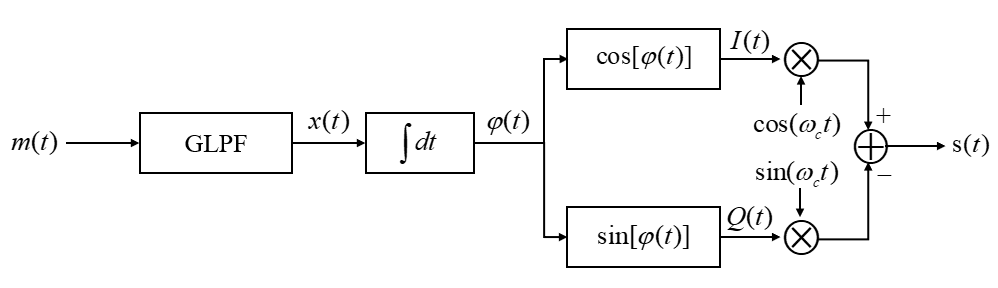 m(t)
GLPF
x(t)
∫ dt
φ(t)
cos[φ(t)]
I(t)
cos(ω_c t)
+
s(t)
−
sin(ω_c t)
sin[φ(t)]
Q(t)